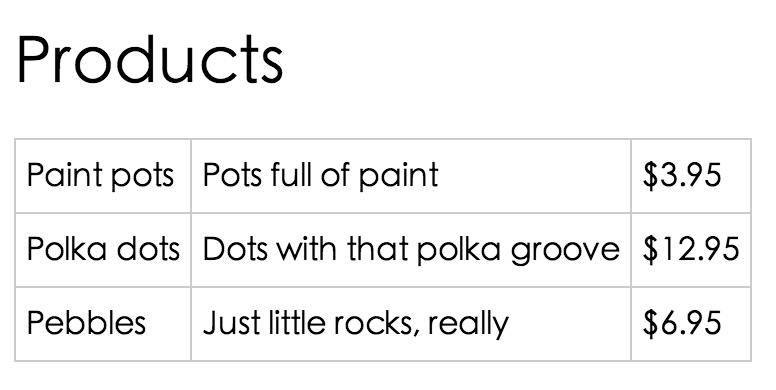 Products
Paint pots Pots full of paint $3.95
Polka dots Dots with that polka groove $12.95
Pebbles Just little rocks, really $6.95